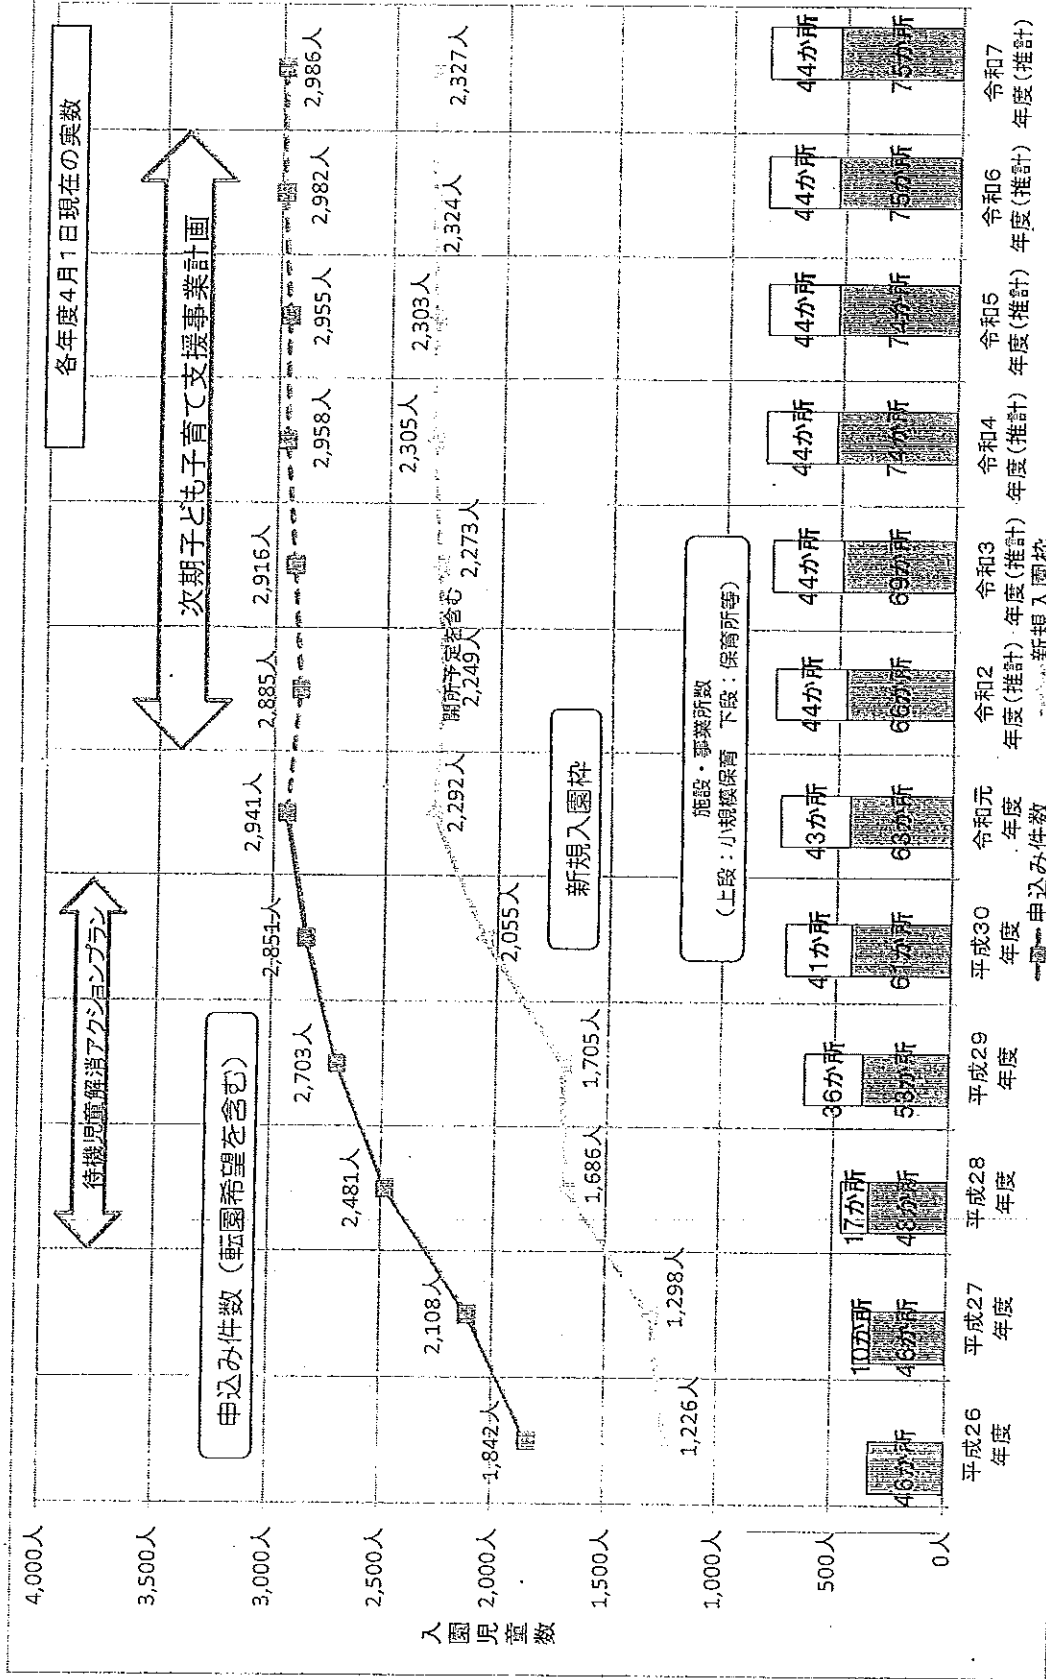 各年度4月1日現在の実数
待機児童解消アクションプラン
次期子ども子育て支援事業計画
申込み件数（転園希望を含む）
新規入園枠
開所予定を含む
施設・事業所数
（上段：小規模保育　下段：保育所等）
入園児童数
4,000人
3,500人
3,000人
2,500人
2,000人
1,500人
1,000人
500人
0人
1,842人
2,108人
2,481人
2,703人
2,851人
2,941人
2,885人
2,916人
2,958人
2,955人
2,982人
2,986人
1,226人
1,298人
1,686人
1,705人
2,055人
2,292人
2,249人
2,273人
2,305人
2,303人
2,324人
2,327人
10か所
17か所
36か所
41か所
43か所
44か所
44か所
44か所
44か所
44か所
44か所
46か所
46か所
48か所
53か所
61か所
63か所
66か所
69か所
74か所
74か所
75か所
75か所
平成26
年度
平成27
年度
平成28
年度
平成29
年度
平成30
年度
令和元
年度
令和2
年度(推計)
令和3
年度(推計)
令和4
年度(推計)
令和5
年度(推計)
令和6
年度(推計)
令和7
年度(推計)
申込み件数
新規入園枠